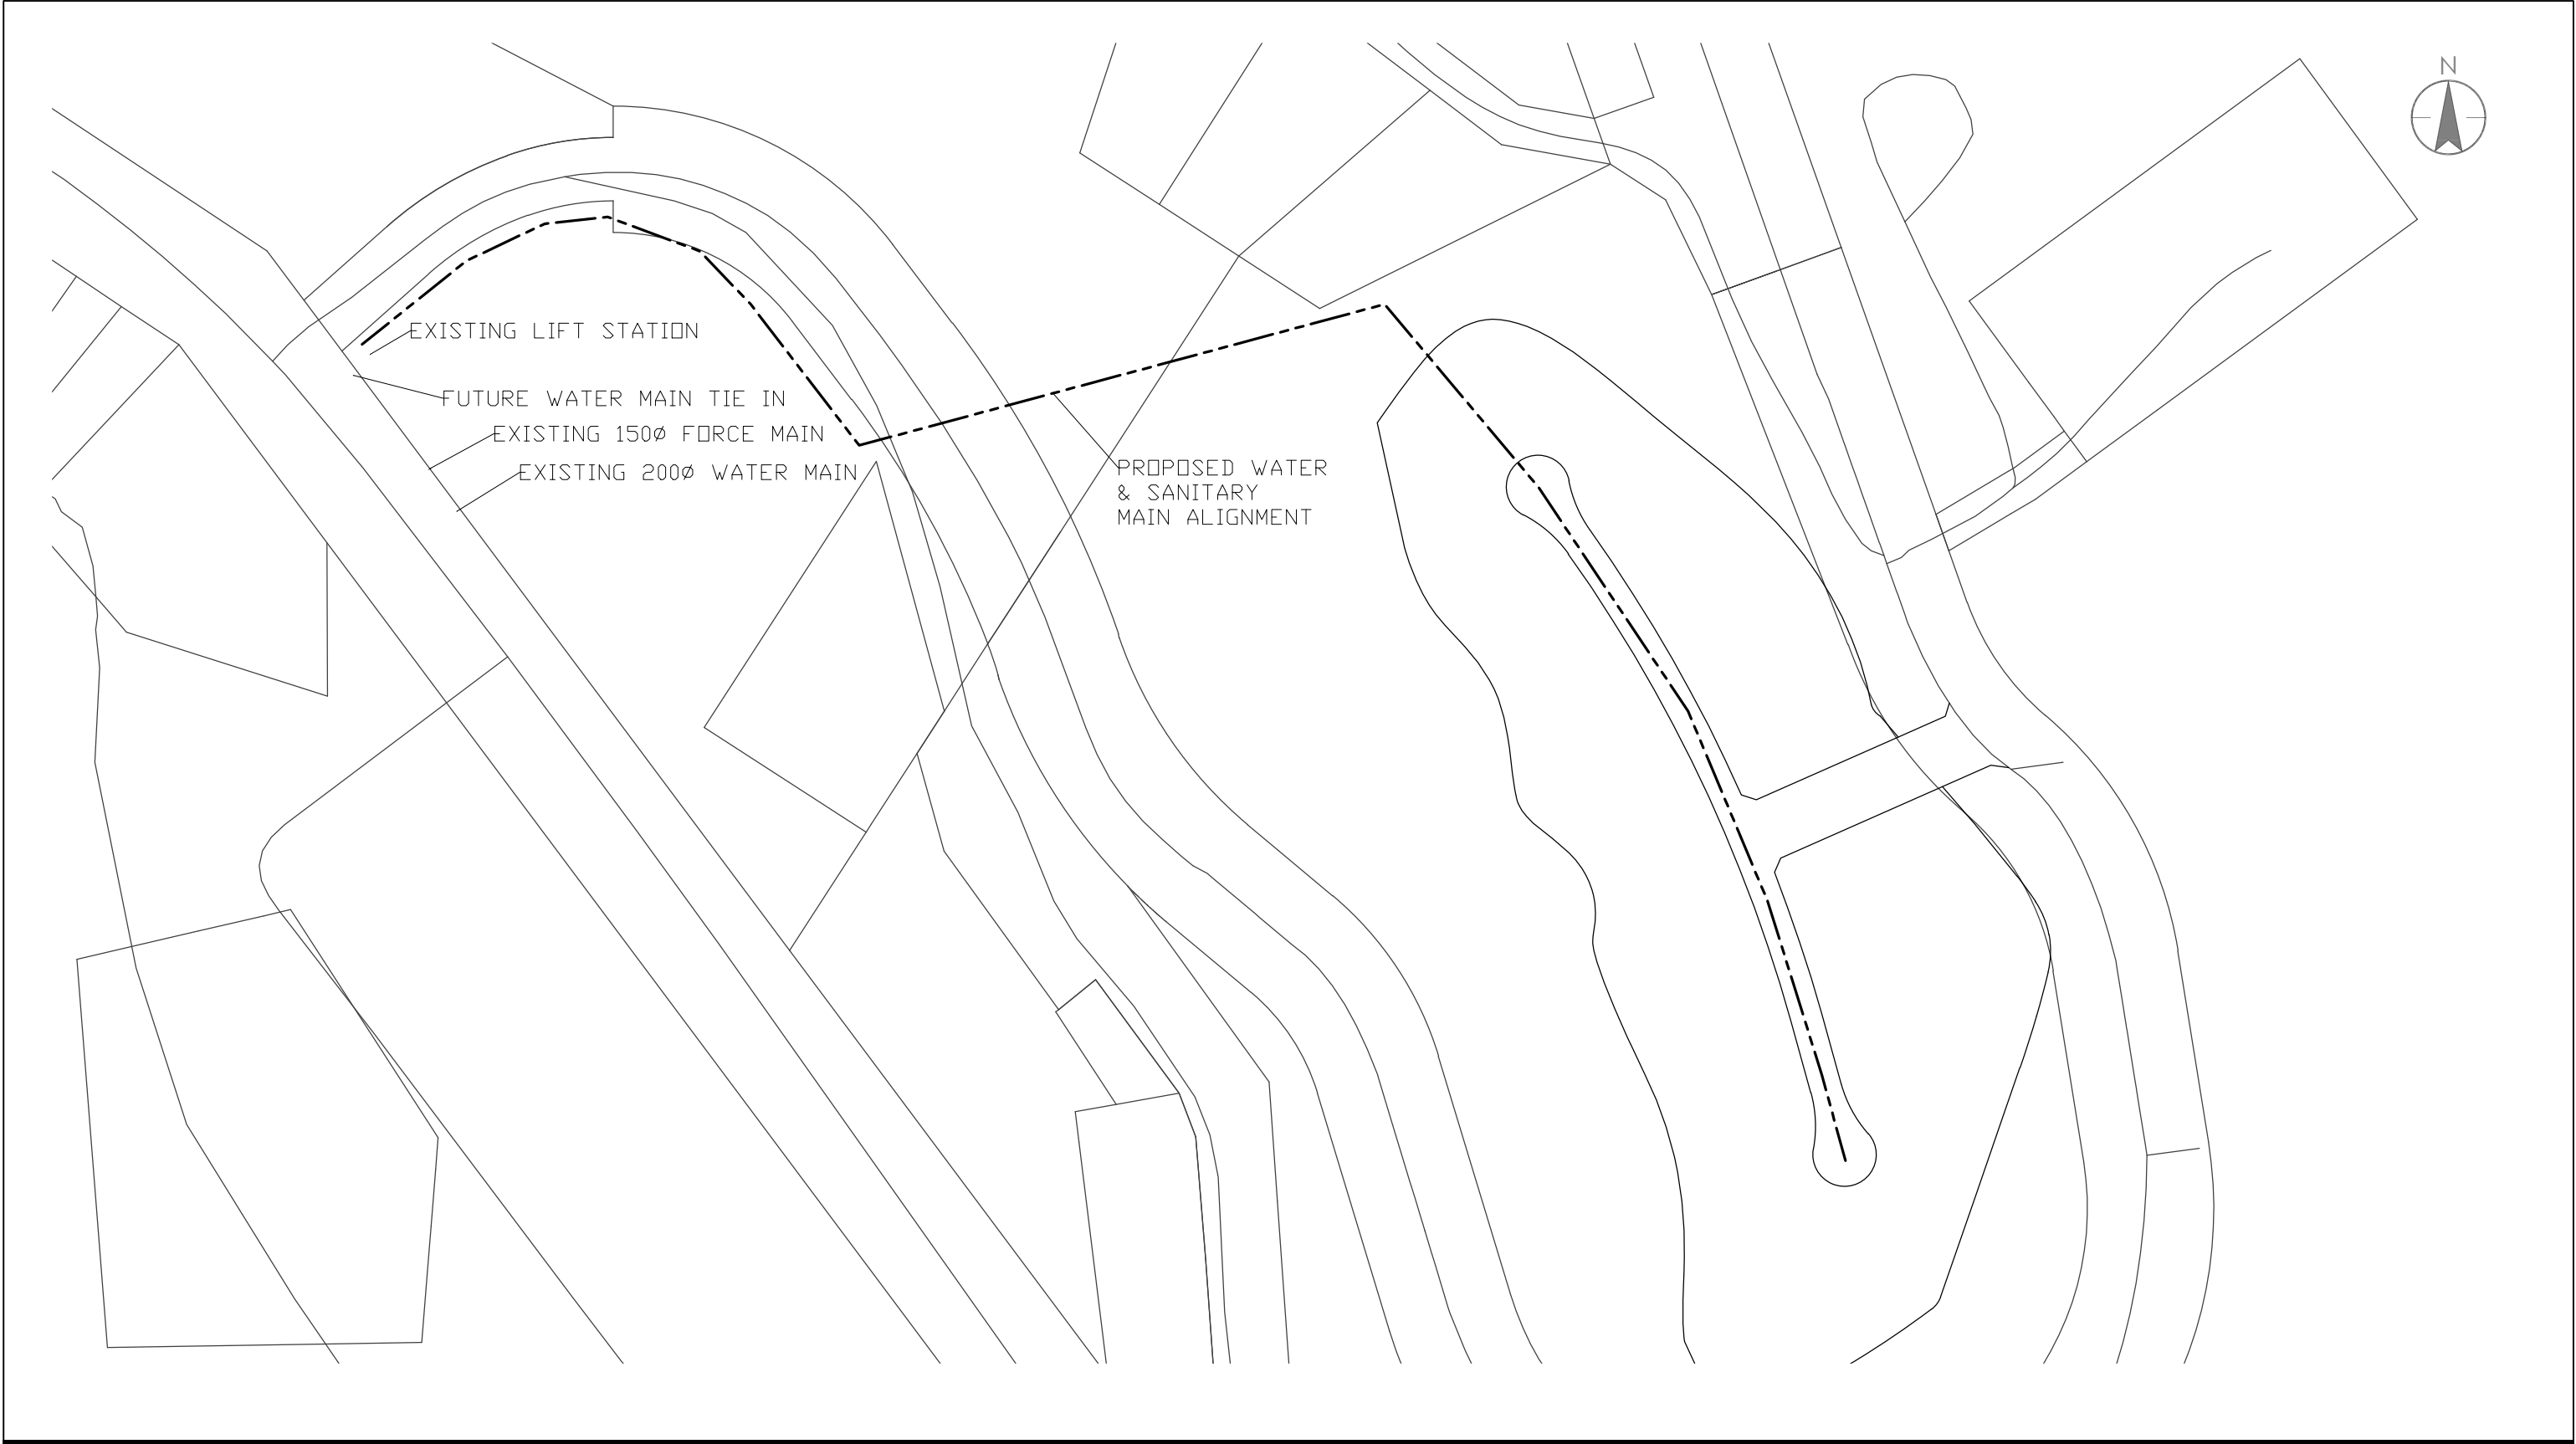 N
EXISTING LIFT STATION
FUTURE WATER MAIN TIE IN
EXISTING 150Ø FORCE MAIN
EXISTING 200Ø WATER MAIN
PROPOSED WATER
& SANITARY
MAIN ALIGNMENT